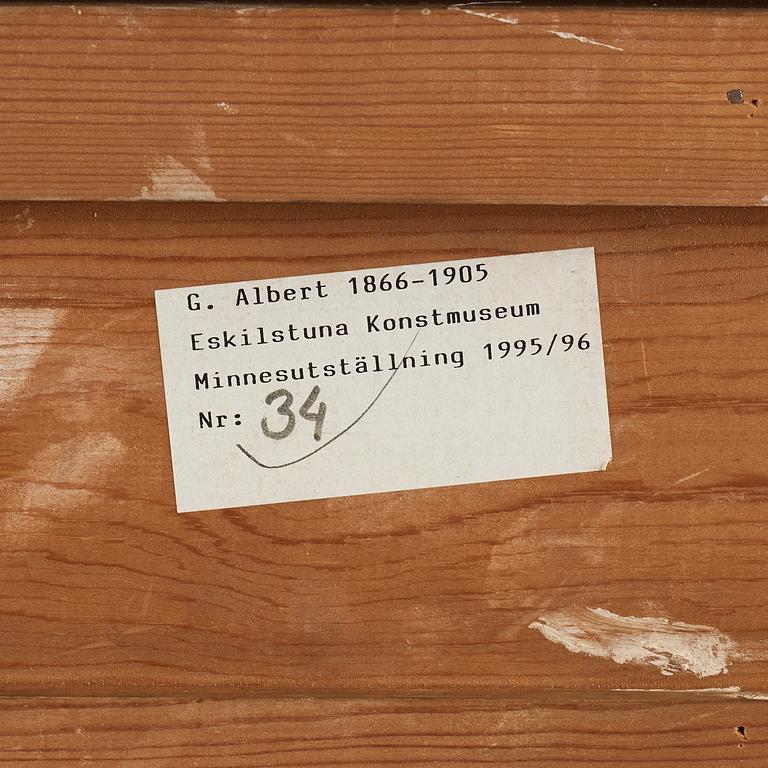 G. Albert 1866-1905
Eskilstuna Konstmuseum
Minnesutställning 1995/96
Nr: 34